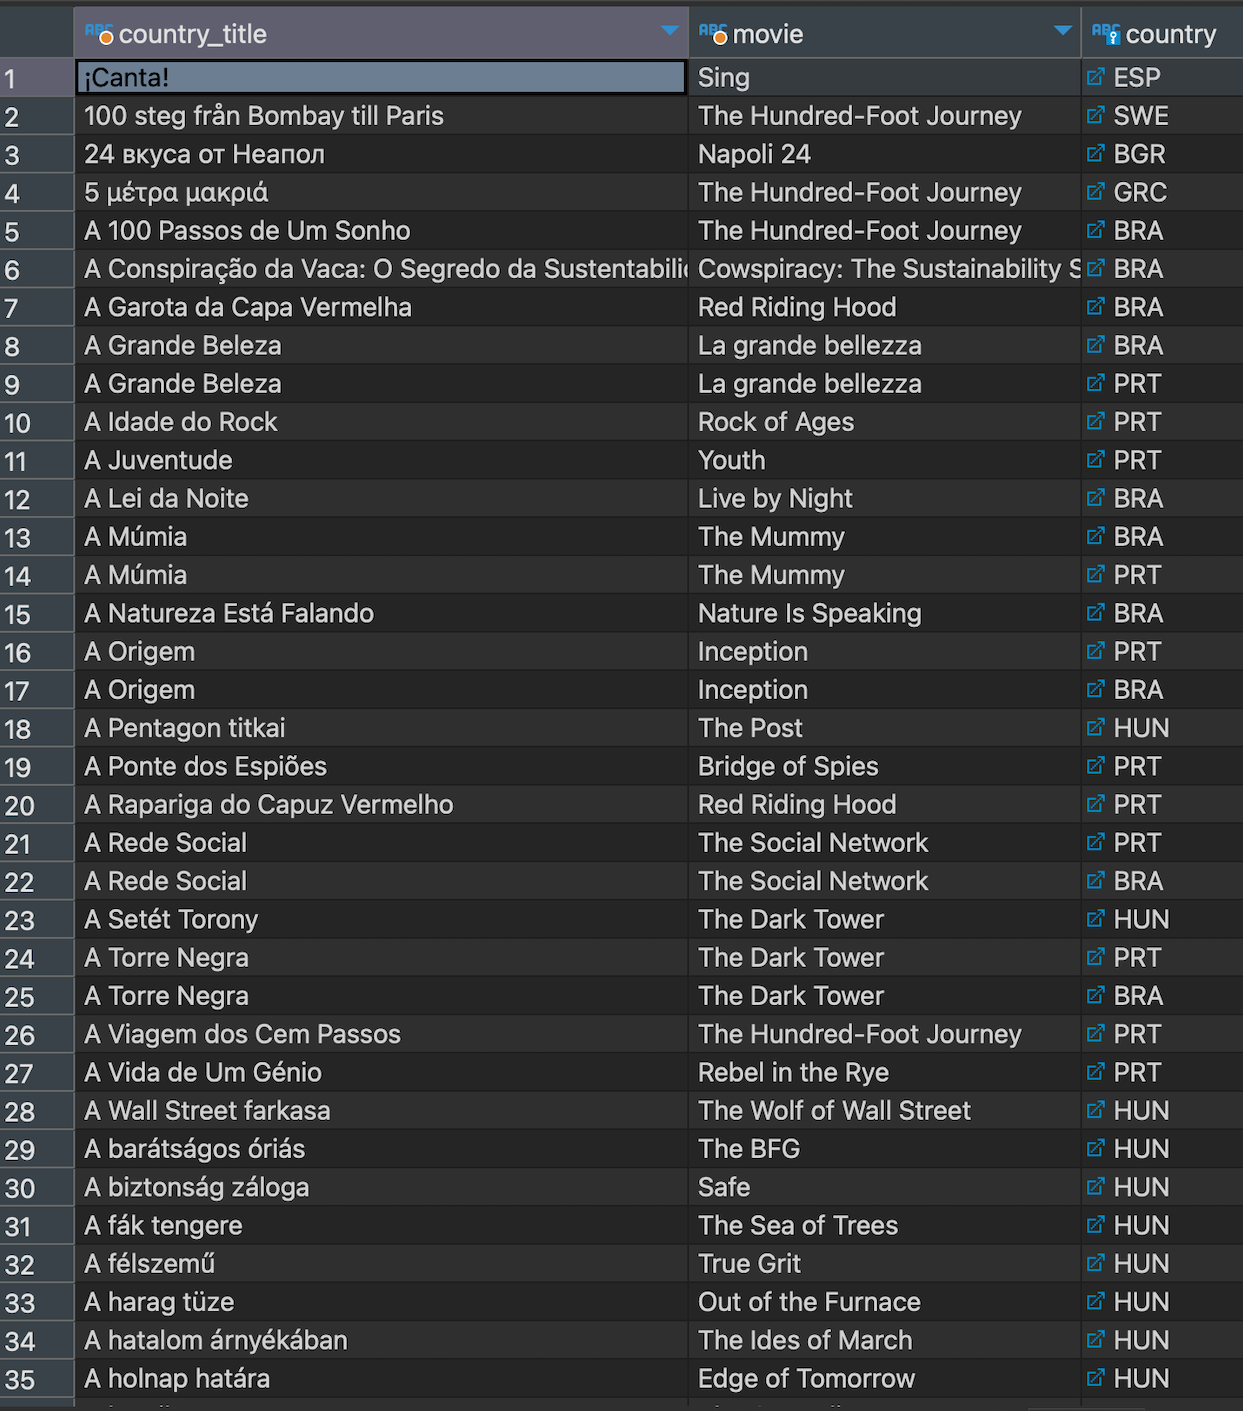 country_title movie country
1 ¡Canta! Sing ESP
2 100 steg från Bombay till Paris The Hundred-Foot Journey SWE
3 24 вкуса от Неапол Napoli 24 BGR
4 5 μέτρα μακριά The Hundred-Foot Journey GRC
5 A 100 Passos de Um Sonho The Hundred-Foot Journey BRA
6 A Conspiração da Vaca: O Segredo da Sustentabili Cowspiracy: The Sustainability S BRA
7 A Garota da Capa Vermelha Red Riding Hood BRA
8 A Grande Beleza La grande bellezza BRA
9 A Grande Beleza La grande bellezza PRT
10 A Idade do Rock Rock of Ages PRT
11 A Juventude Youth PRT
12 A Lei da Noite Live by Night BRA
13 A Múmia The Mummy BRA
14 A Múmia The Mummy PRT
15 A Natureza Está Falando Nature Is Speaking BRA
16 A Origem Inception PRT
17 A Origem Inception BRA
18 A Pentagon titkai The Post HUN
19 A Ponte dos Espiões Bridge of Spies PRT
20 A Rapariga do Capuz Vermelho Red Riding Hood PRT
21 A Rede Social The Social Network PRT
22 A Rede Social The Social Network BRA
23 A Setét Torony The Dark Tower HUN
24 A Torre Negra The Dark Tower PRT
25 A Torre Negra The Dark Tower BRA
26 A Viagem dos Cem Passos The Hundred-Foot Journey PRT
27 A Vida de Um Génio Rebel in the Rye PRT
28 A Wall Street farkasa The Wolf of Wall Street HUN
29 A barátságos óriás The BFG HUN
30 A biztonság záloga Safe HUN
31 A fák tengere The Sea of Trees HUN
32 A félszemű True Grit HUN
33 A harag tüze Out of the Furnace HUN
34 A hatalom árnyékában The Ides of March HUN
35 A holnap határa Edge of Tomorrow HUN